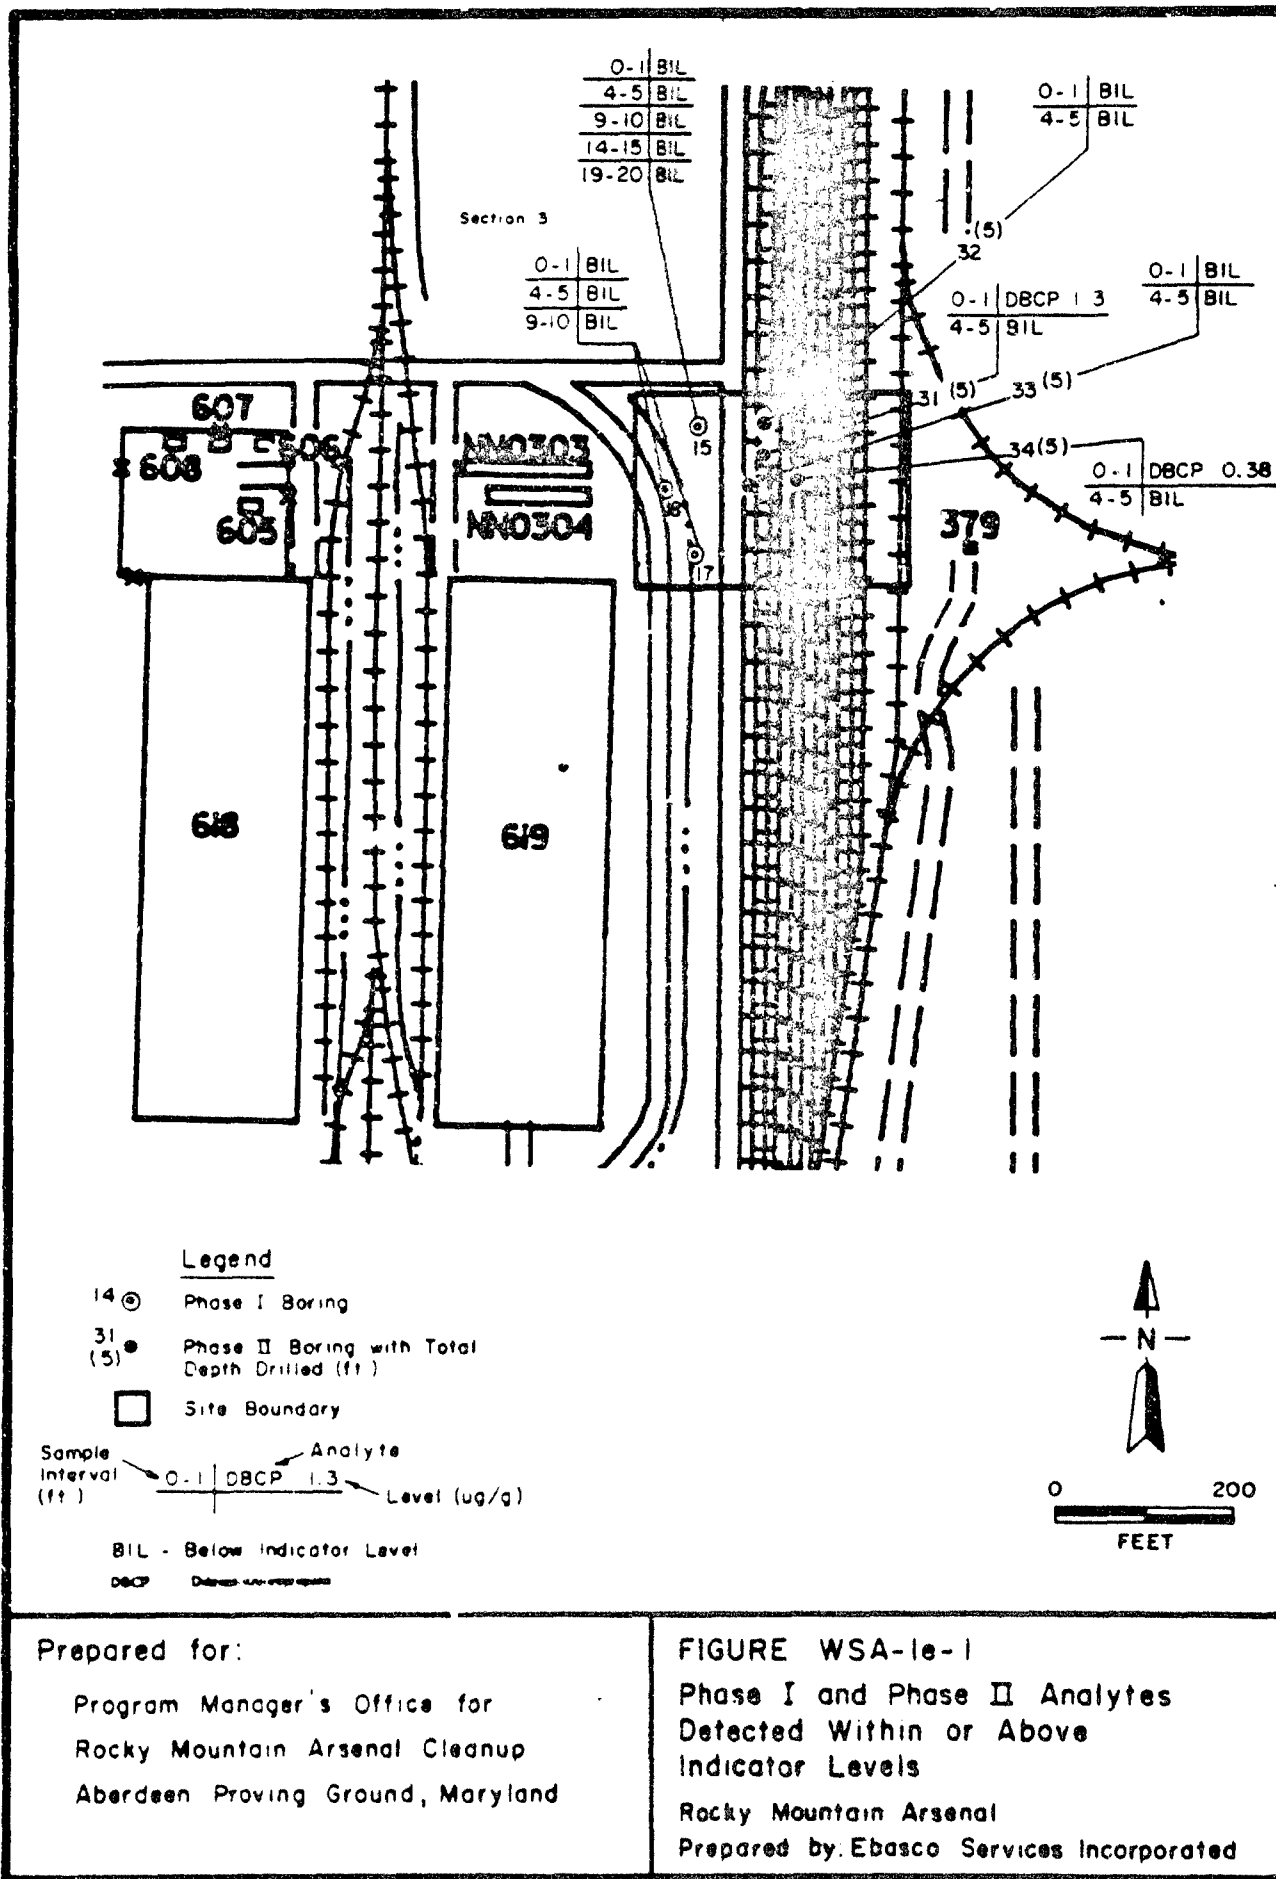 0-1 BIL
4-5 BIL
9-10 BIL
14-15 BIL
19-20 BIL
0-1 BIL
4-5 BIL
Section 3
(5)
32
0-1 BIL
4-5 BIL
9-10 BIL
0-1 DBCP 1 3
4-5 BIL
0-1 BIL
4-5 BIL
31 (5)
33 (5)
34 (5)
0-1 DBCP 0.38
4-5 BIL
607
606
608
605
NN0303
NN0304
15
16
17
379
618
619
Legend
14 Phase I Boring
31
(5) Phase II Boring with Total
Depth Drilled (ft )
Site Boundary
Sample
Interval
(ft )
Analyte
0-1 DBCP 1.3
Level (ug/g)
BIL - Below Indicator Level
DBCP
N
0 200
FEET
Prepared for:
Program Manager's Office for
Rocky Mountain Arsenal Cleanup
Aberdeen Proving Ground, Maryland
FIGURE WSA-1e-1
Phase I and Phase II Analytes
Detected Within or Above
Indicator Levels
Rocky Mountain Arsenal
Prepared by: Ebasco Services Incorporated